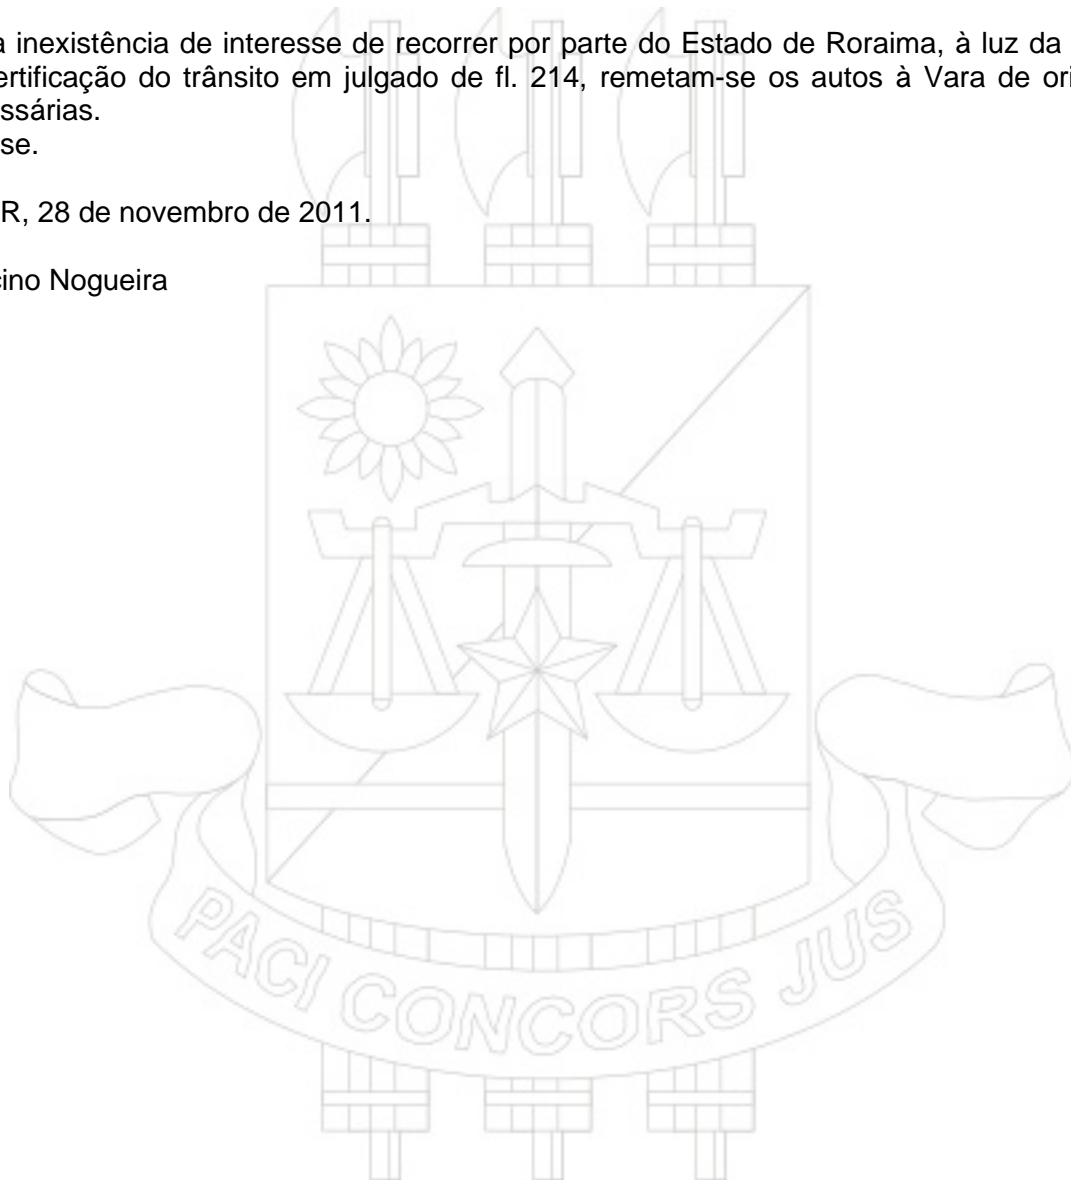 a inexistência de interesse de recorrer por parte do Estado de Roraima, à luz da
ertificação do trânsito em julgado de fl. 214, remetam-se os autos à Vara de ori
ssárias.
se.
R, 28 de novembro de 2011.
cino Nogueira
PACI CONCORS JUS